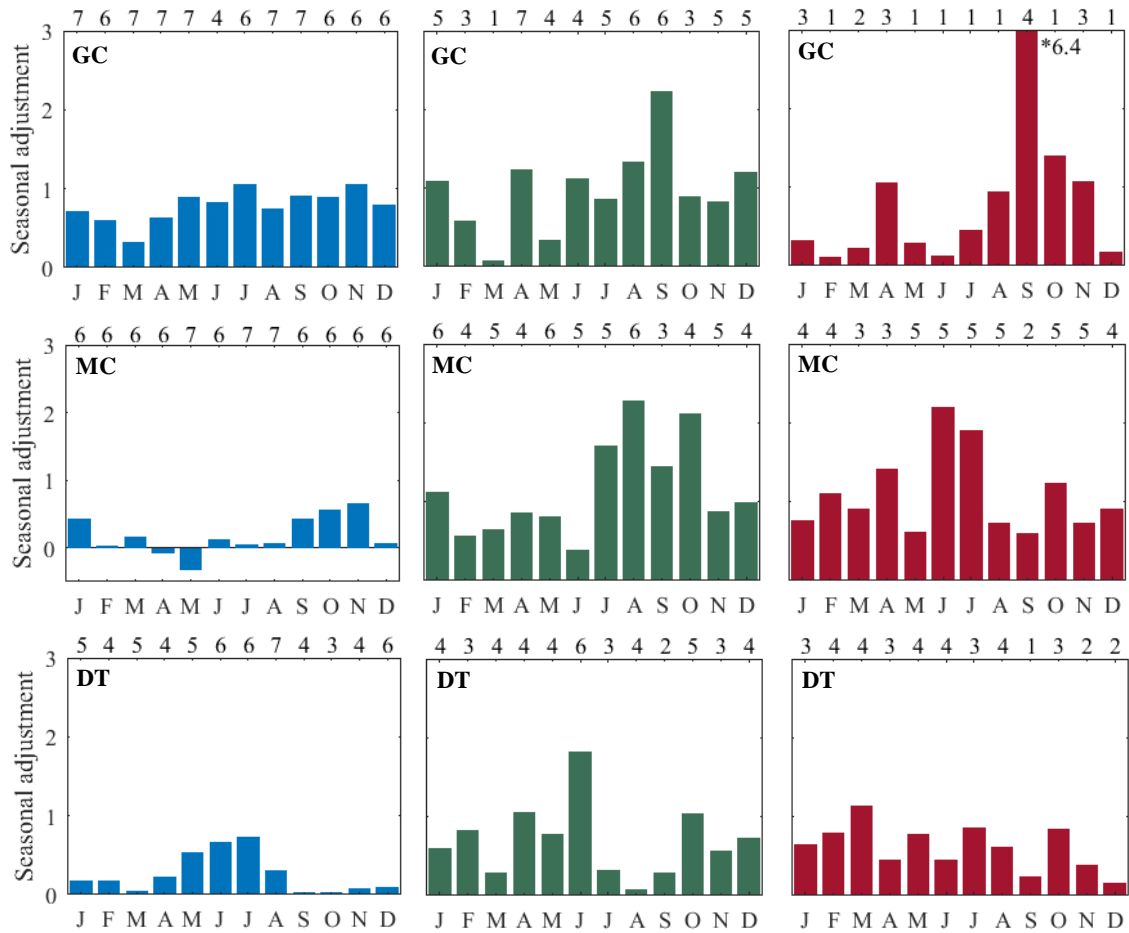 7 6 7 7 7 4 6 7 7 6 7 6
5 3 1 7 4 4 5 6 6 3 5 5
3 1 2 3 1 1 1 1 4 1 3 1
Seasonal adjustment
3
2
1
0
GC
GC
GC
*6.4
J F M A M J J A S O N D
J F M A M J J A S O N D
J F M A M J J A S O N D
6 6 6 6 7 6 7 7 6 6 6 6
6 4 5 4 6 5 5 6 3 4 5 4
4 4 3 3 5 5 5 5 2 5 5 4
Seasonal adjustment
3
2
1
0
MC
MC
MC
J F M A M J J A S O N D
J F M A M J J A S O N D
J F M A M J J A S O N D
5 4 5 4 5 6 6 7 4 3 4 6
4 3 4 4 4 6 3 4 2 5 3 4
3 4 4 3 4 4 3 4 1 3 2 2
Seasonal adjustment
3
2
1
0
DT
DT
DT
J F M A M J J A S O N D
J F M A M J J A S O N D
J F M A M J J A S O N D